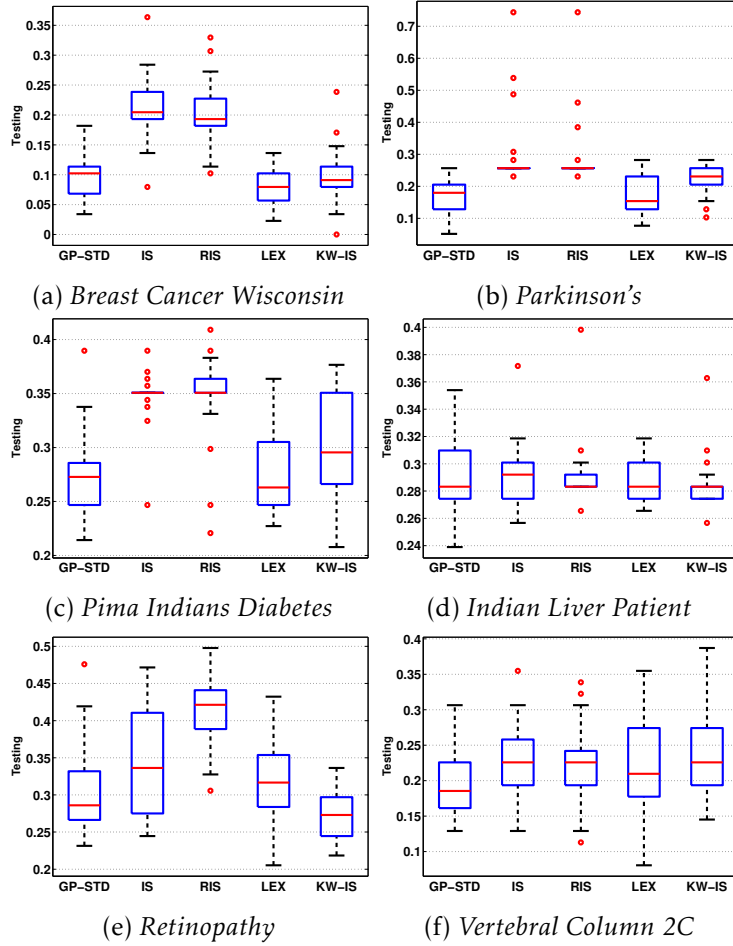 0.35
0.3
0.25
0.2
0.15
0.1
0.05
0
Testing
GP-STD IS RIS LEX KW-IS
(a) Breast Cancer Wisconsin
0.7
0.6
0.5
0.4
0.3
0.2
0.1
Testing
GP-STD IS RIS LEX KW-IS
(b) Parkinson's
0.4
0.35
0.3
0.25
0.2
Testing
GP-STD IS RIS LEX KW-IS
(c) Pima Indians Diabetes
0.4
0.38
0.36
0.34
0.32
0.3
0.28
0.26
0.24
Testing
GP-STD IS RIS LEX KW-IS
(d) Indian Liver Patient
0.5
0.45
0.4
0.35
0.3
0.25
0.2
Testing
GP-STD IS RIS LEX KW-IS
(e) Retinopathy
0.4
0.35
0.3
0.25
0.2
0.15
0.1
Testing
GP-STD IS RIS LEX KW-IS
(f) Vertebral Column 2C